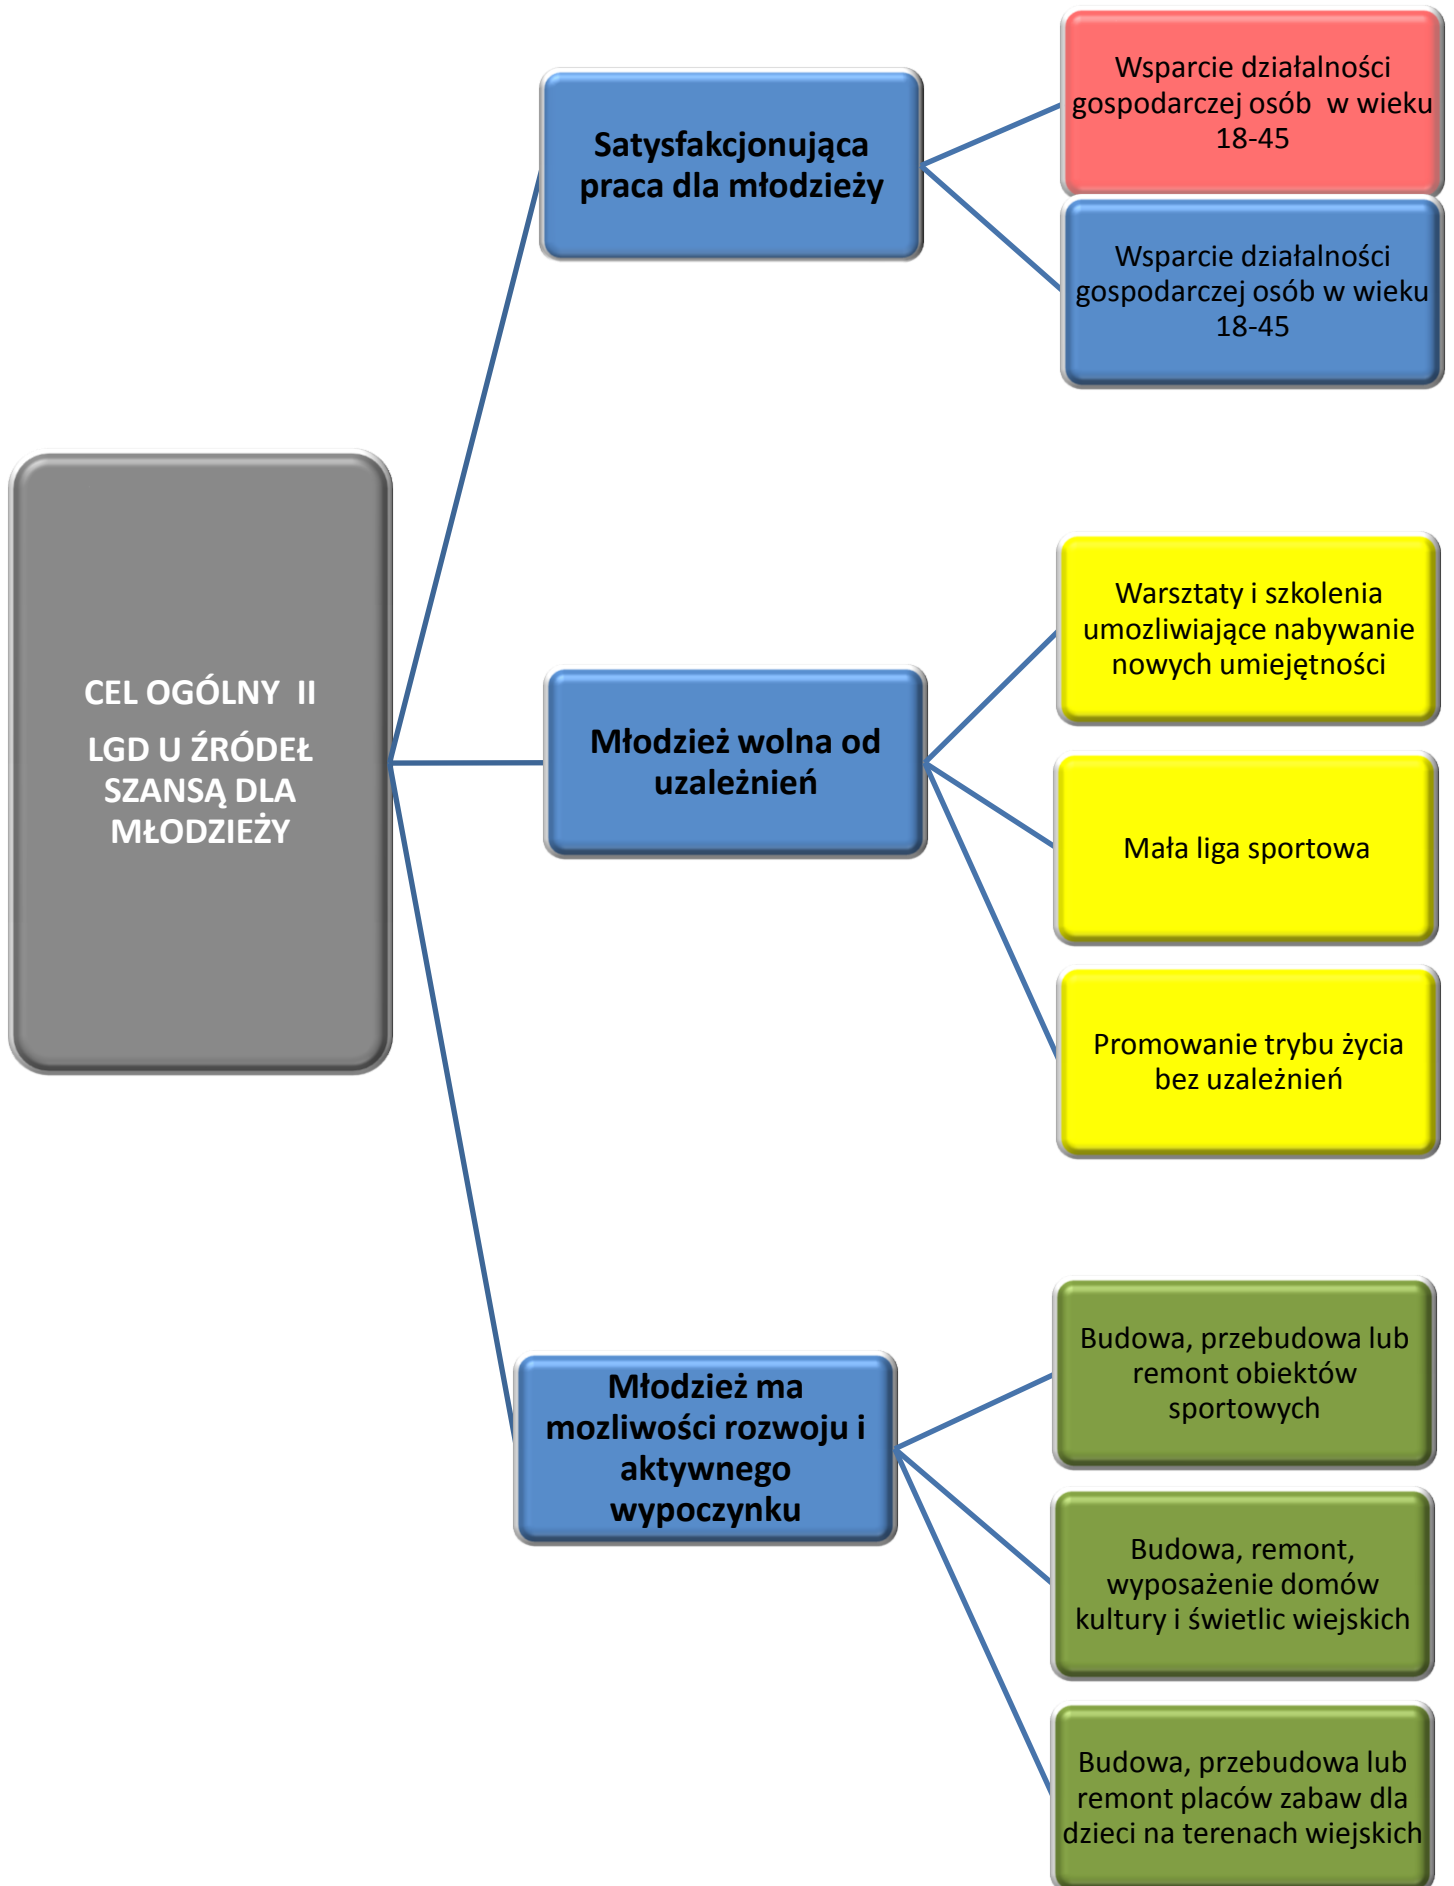 CEL OGÓLNY  II
LGD U ŹRÓDEŁ
SZANSĄ DLA
MŁODZIEŻY
Satysfakcjonująca
praca dla młodzieży
Wsparcie działalności
gospodarczej osób  w wieku
18-45
Wsparcie działalności
gospodarczej osób w wieku
18-45
Młodzież wolna od
uzależnień
Warsztaty i szkolenia
umozliwiające nabywanie
nowych umiejętności
Mała liga sportowa
Promowanie trybu życia
bez uzależnień
Młodzież ma
mozliwości rozwoju i
aktywnego
wypoczynku
Budowa, przebudowa lub
remont obiektów
sportowych
Budowa, remont,
wyposażenie domów
kultury i świetlic wiejskich
Budowa, przebudowa lub
remont placów zabaw dla
dzieci na terenach wiejskich